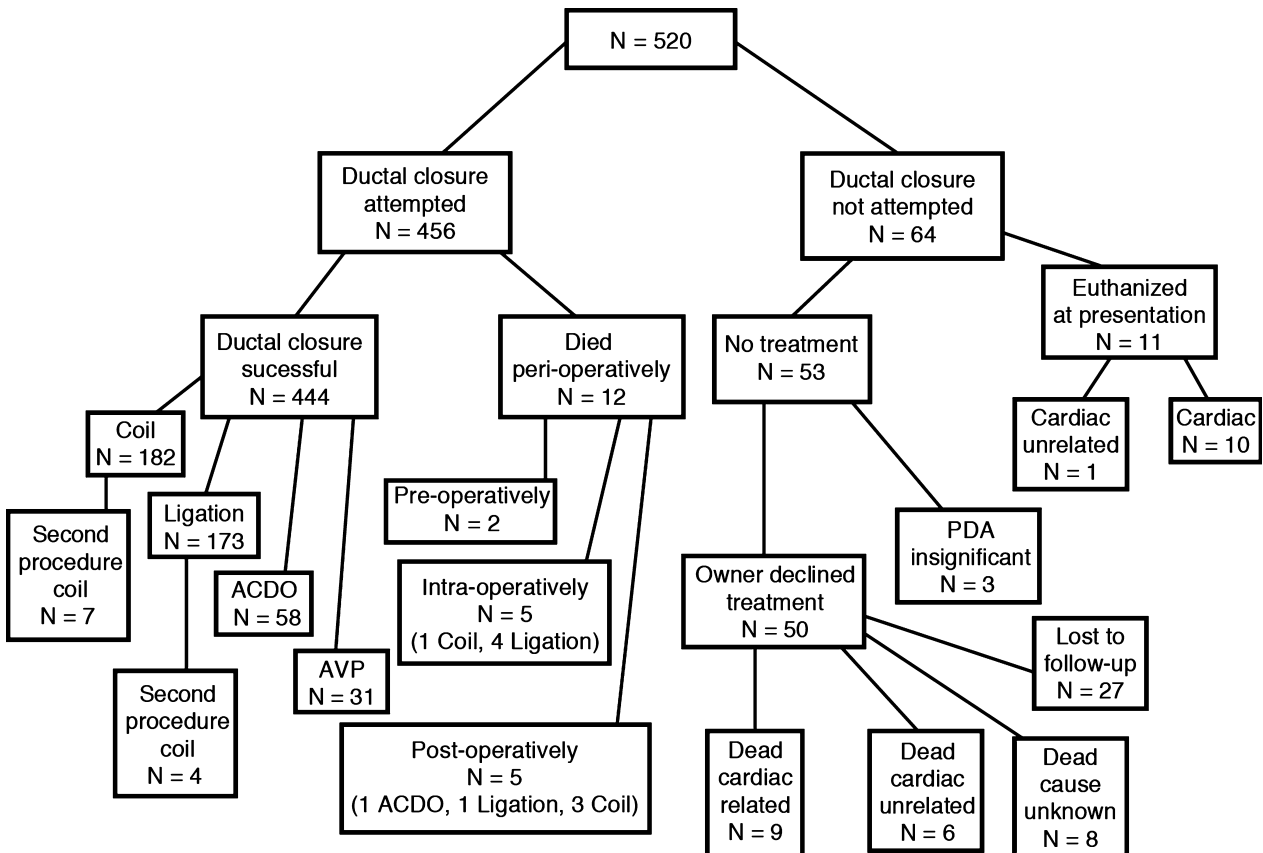 N = 520
Ductal closure
attempted
N = 456
Ductal closure
not attempted
N = 64
Ductal closure
sucessful
N = 444
Died
peri-operatively
N = 12
No treatment
N = 53
Euthanized
at presentation
N = 11
Coil
N = 182
Ligation
N = 173
ACDO
N = 58
AVP
N = 31
Second
procedure
coil
N = 7
Second
procedure
coil
N = 4
Pre-operatively
N = 2
Intra-operatively
N = 5
(1 Coil, 4 Ligation)
Post-operatively
N = 5
(1 ACDO, 1 Ligation, 3 Coil)
Owner declined
treatment
N = 50
PDA
insignificant
N = 3
Cardiac
unrelated
N = 1
Cardiac
N = 10
Dead
cardiac
related
N = 9
Dead
cardiac
unrelated
N = 6
Dead
cause
unknown
N = 8
Lost to
follow-up
N = 27